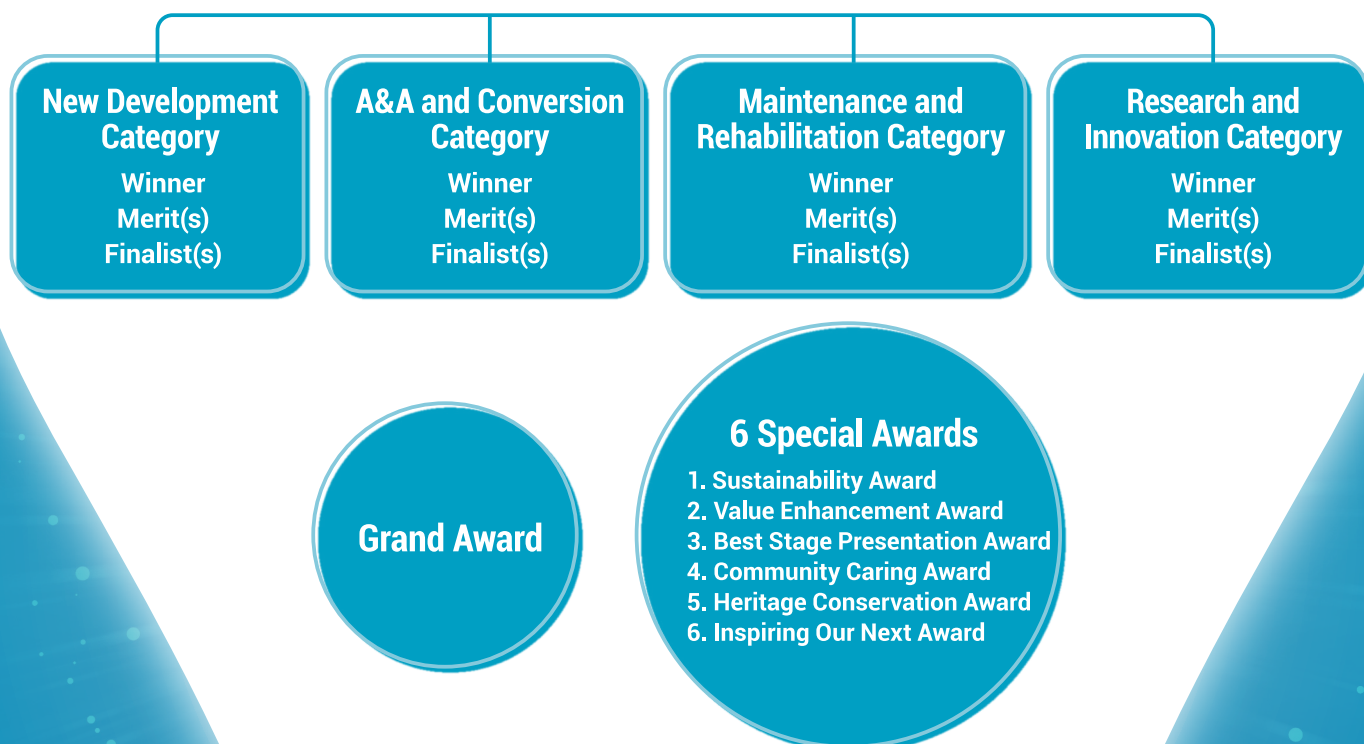 New Development
Category
Winner
Merit(s)
Finalist(s)
A&A and Conversion
Category
Winner
Merit(s)
Finalist(s)
Maintenance and
Rehabilitation Category
Winner
Merit(s)
Finalist(s)
Research and
Innovation Category
Winner
Merit(s)
Finalist(s)
Grand Award
6 Special Awards
1. Sustainability Award
2. Value Enhancement Award
3. Best Stage Presentation Award
4. Community Caring Award
5. Heritage Conservation Award
6. Inspiring Our Next Award